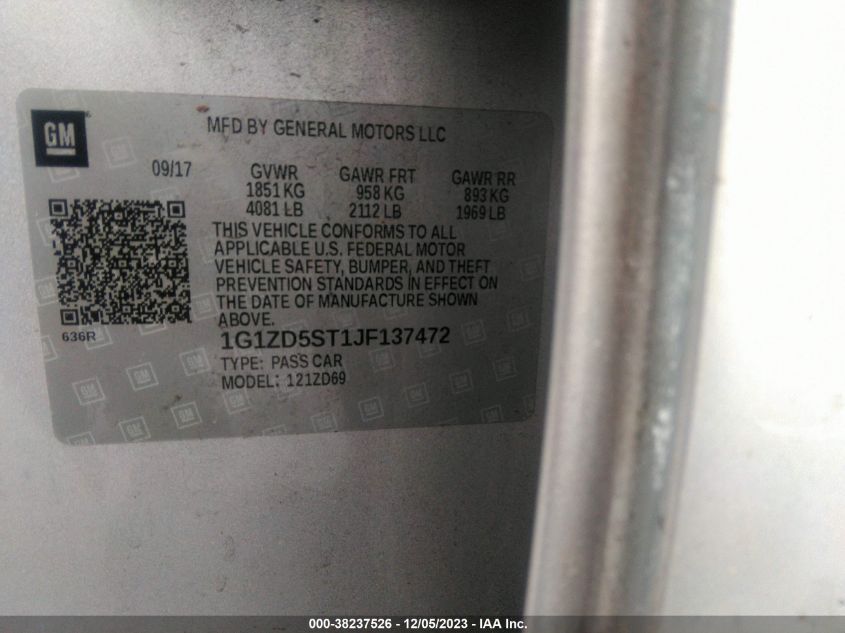 GM
MFD BY GENERAL MOTORS LLC
09/17
GVWR GAWR FRT GAWR RR
1851 KG 958 KG 893 KG
4081 LB 2112 LB 1969 LB
THIS VEHICLE CONFORMS TO ALL
APPLICABLE U.S. FEDERAL MOTOR
VEHICLE SAFETY, BUMPER, AND THEFT
PREVENTION STANDARDS IN EFFECT ON
THE DATE OF MANUFACTURE SHOWN
ABOVE.
636R
1G1ZD5ST1JF137472
TYPE: PASS CAR
MODEL: 121ZD69
000-38237526 - 12/05/2023 - IAA Inc.